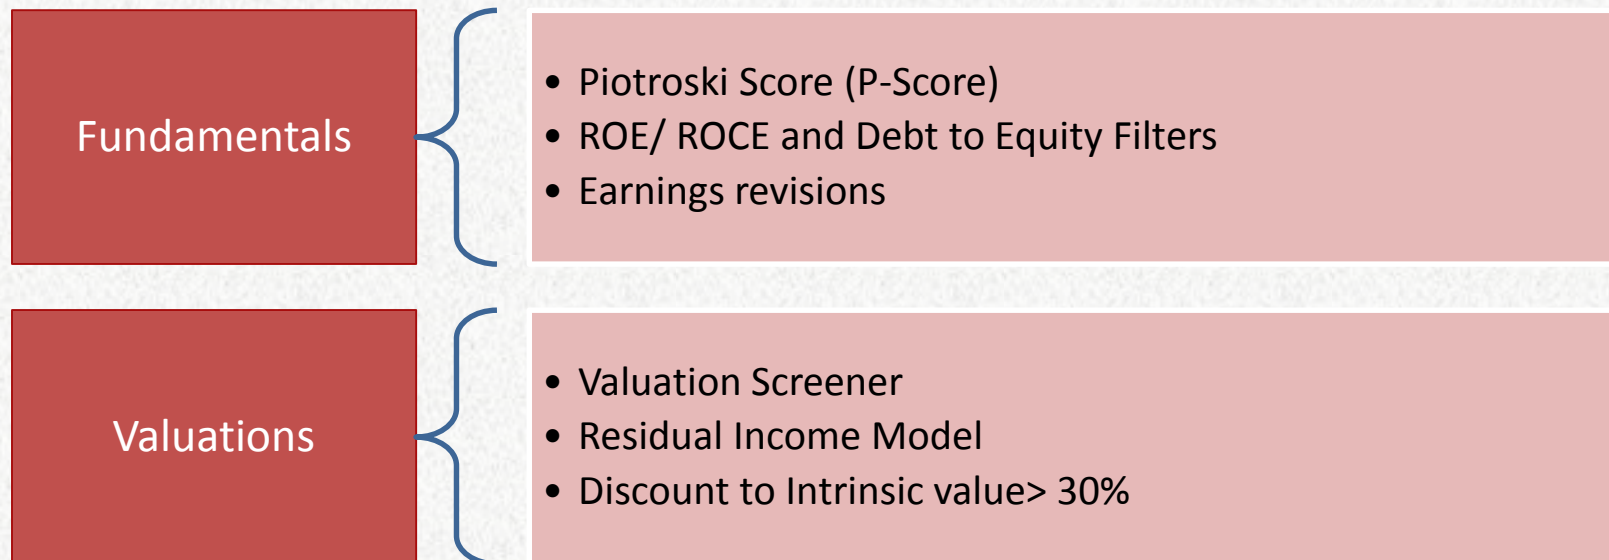 Fundamentals
• Piotroski Score (P-Score)
• ROE/ ROCE and Debt to Equity Filters
• Earnings revisions
Valuations
• Valuation Screener
• Residual Income Model
• Discount to Intrinsic value> 30%